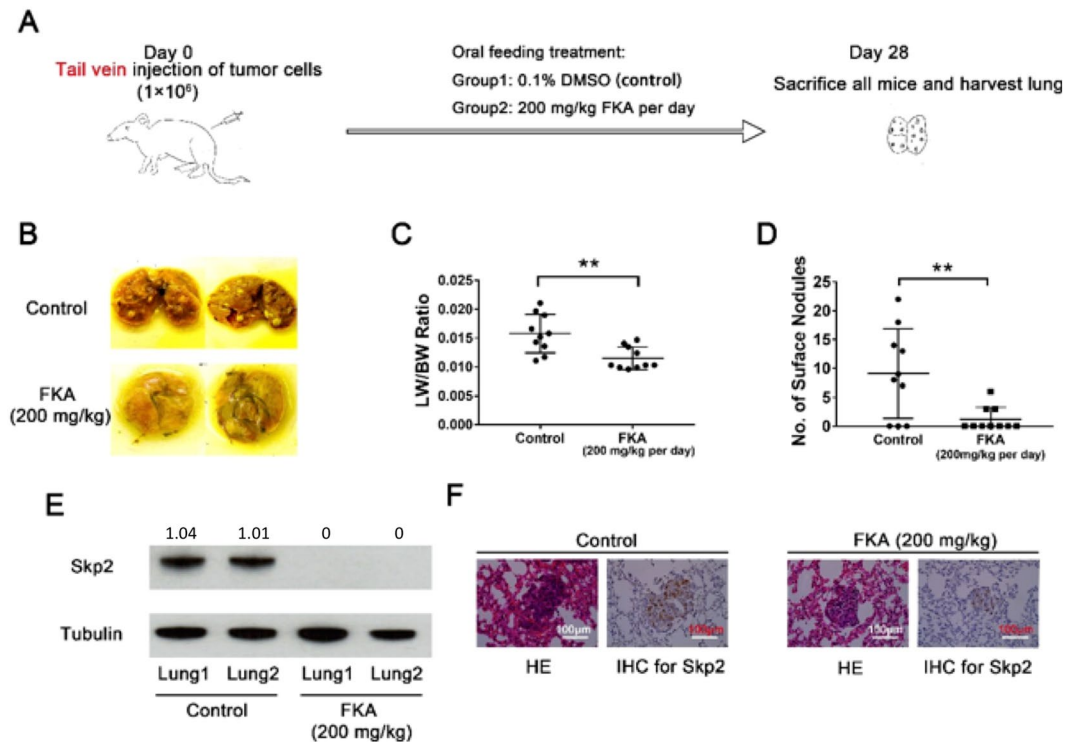 A
Day 0
Tail vein injection of tumor cells
(1×10⁶)
Oral feeding treatment:
Group1: 0.1% DMSO (control)
Group2: 200 mg/kg FKA per day
Day 28
Sacrifice all mice and harvest lung
B
Control
FKA
(200 mg/kg)
C
**
LW/BW Ratio
0.025
0.020
0.015
0.010
0.005
0.000
Control
FKA
(200 mg/kg per day)
D
**
No. of Surface Nodules
25
20
15
10
5
0
Control
FKA
(200mg/kg per day)
E
1.04 1.01 0 0
Skp2
Tubulin
Lung1 Lung2 Lung1 Lung2
Control FKA
(200 mg/kg)
F
Control
100μm 100μm
HE IHC for Skp2
FKA (200 mg/kg)
100μm 100μm
HE IHC for Skp2